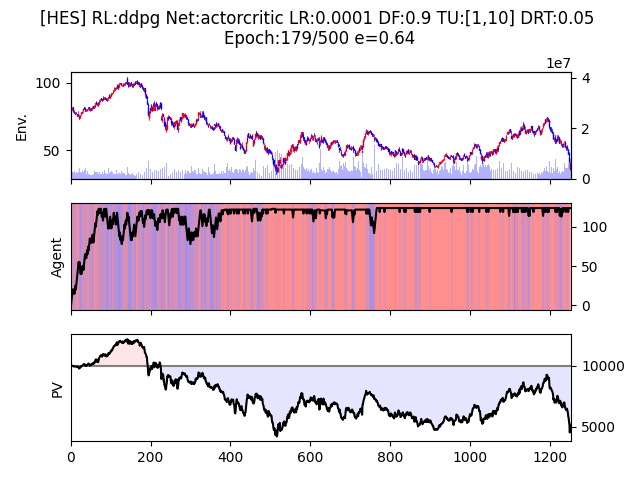 [HES] RL:ddpg Net:actorcritic LR:0.0001 DF:0.9 TU:[1,10] DRT:0.05
Epoch:179/500 e=0.64
1e7
100
50
Env.
4
2
0
Agent
100
50
0
PV
10000
5000
0 200 400 600 800 1000 1200